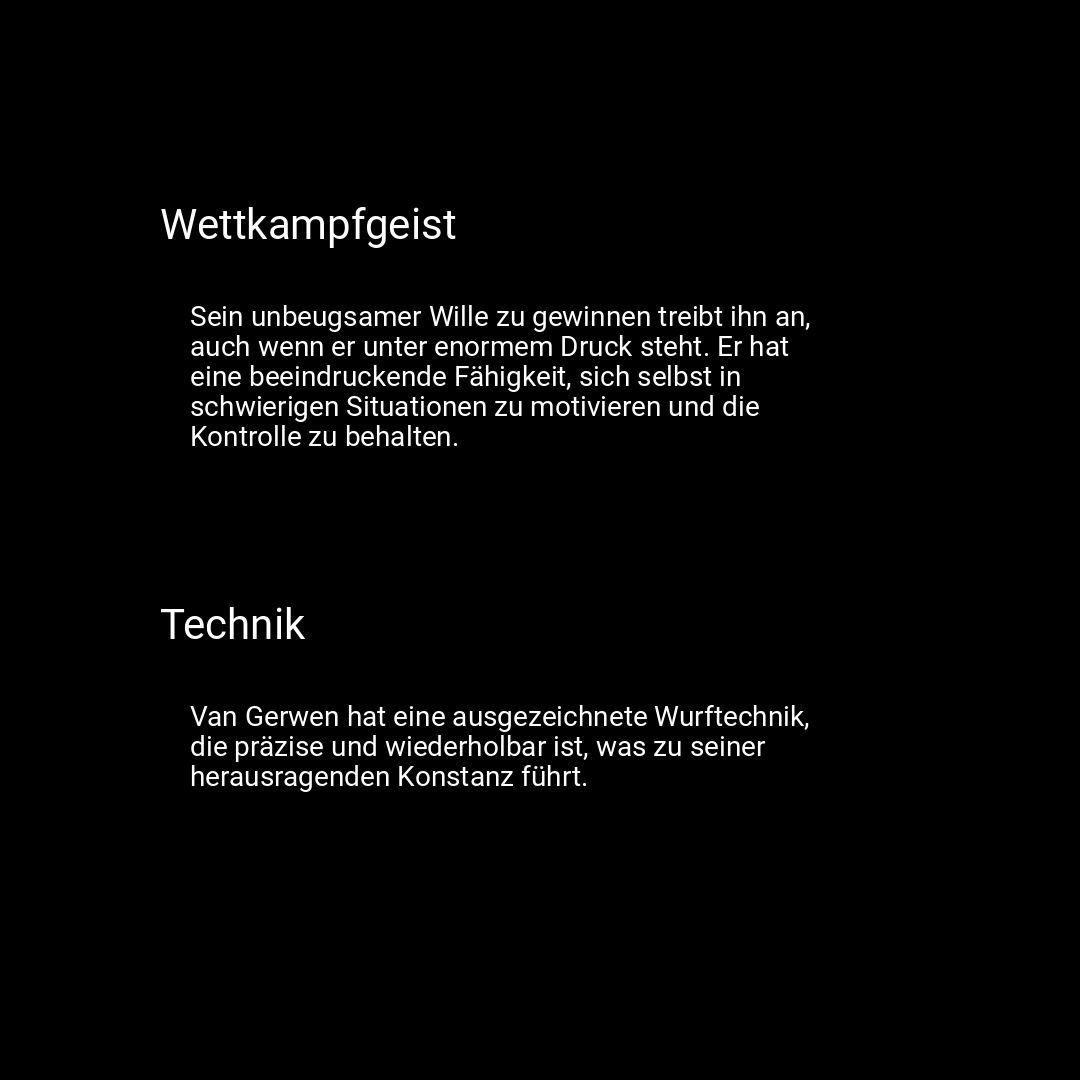 Wettkampfgeist
Sein unbeugsamer Wille zu gewinnen treibt ihn an,
auch wenn er unter enormem Druck steht. Er hat
eine beeindruckende Fähigkeit, sich selbst in
schwierigen Situationen zu motivieren und die
Kontrolle zu behalten.
Technik
Van Gerwen hat eine ausgezeichnete Wurftechnik,
die präzise und wiederholbar ist, was zu seiner
herausragenden Konstanz führt.